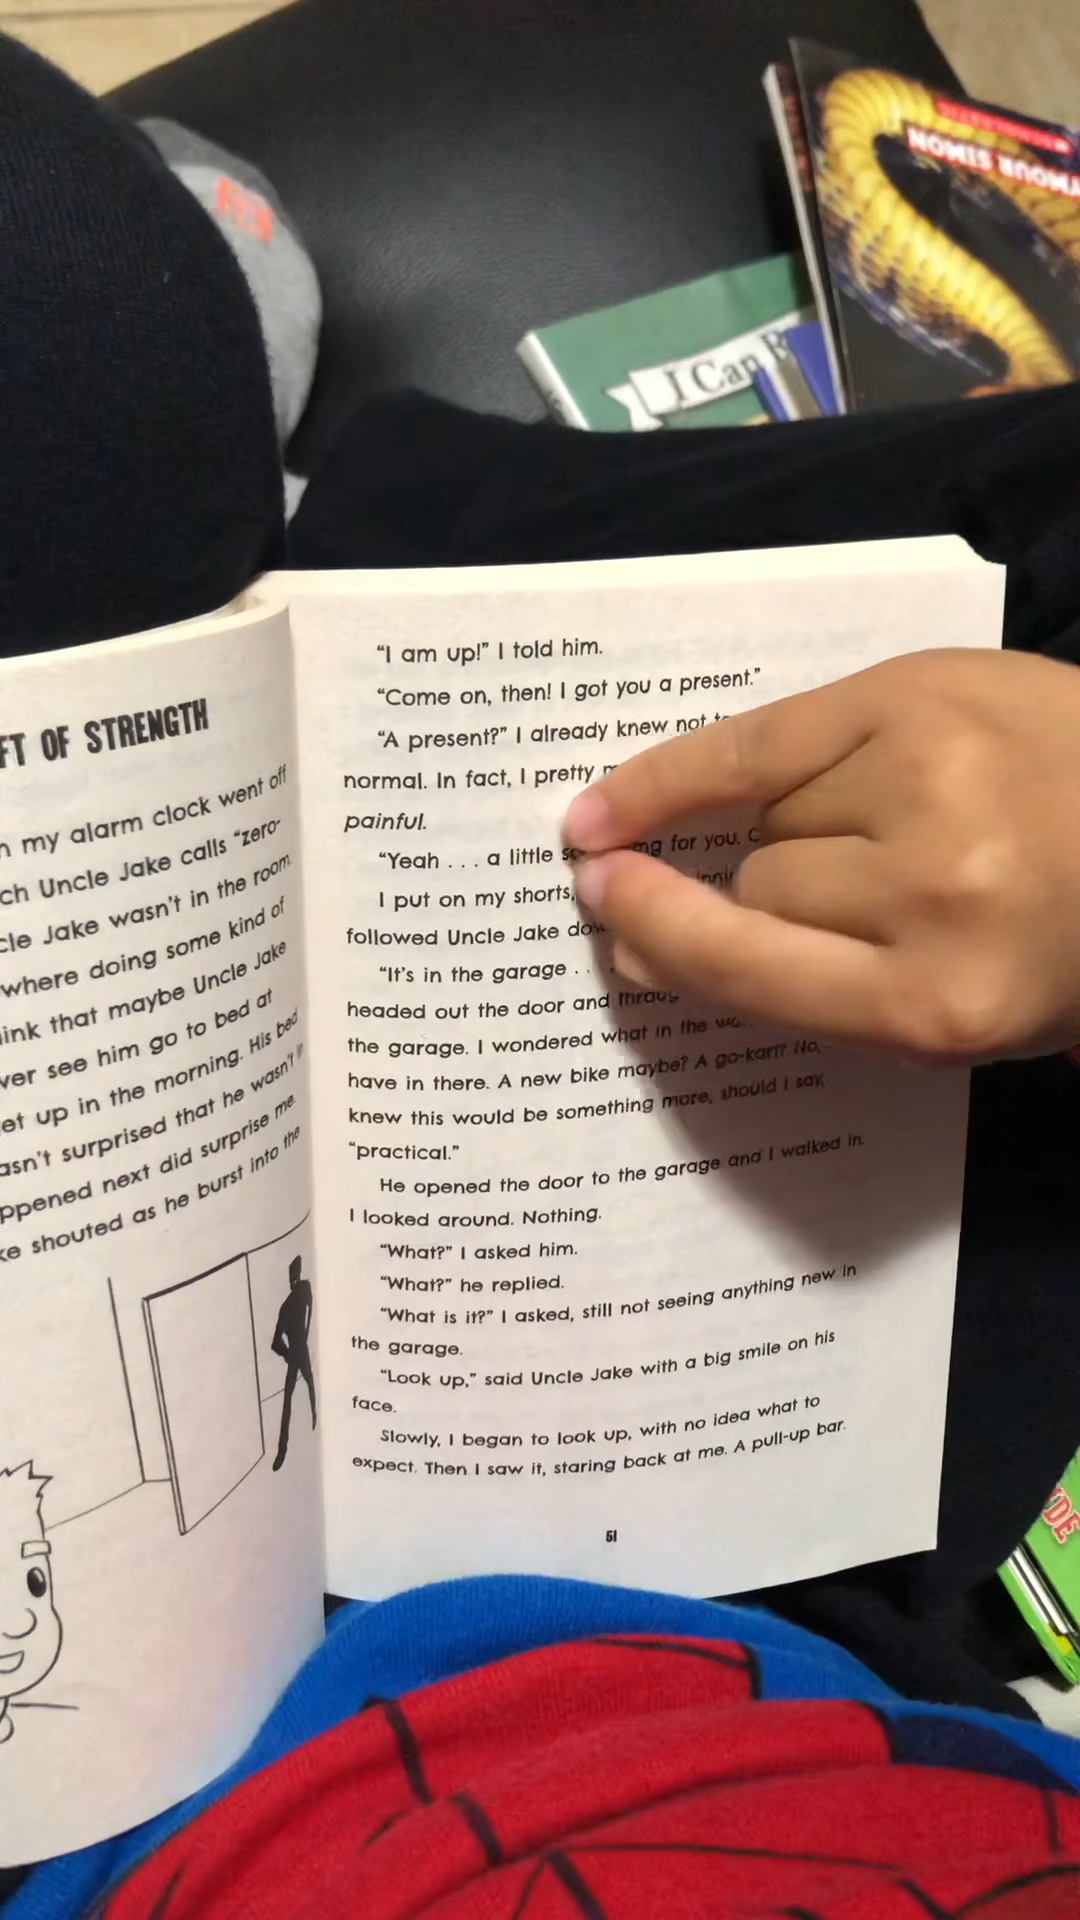 NOMIS RUOMY
SCHOLASTIC
YMOUR SIMON
I Can
FT OF STRENGTH
my alarm clock went off
ch Uncle Jake calls "zero-
cle Jake wasn't in the room.
where doing some kind of
ink that maybe Uncle Jake
ver see him go to bed at
et up in the morning. His bed
asn't surprised that he wasn't in
ppened next did surprise me.
ke shouted as he burst into the
"I am up!" I told him.
"Come on, then! I got you a present."
"A present?" I already knew not
normal. In fact, I pretty
painful.
"Yeah . . . a little for you.
I put on my shorts,
followed Uncle Jake
"It's in the garage . .
headed out the door and
the garage. I wondered what in the
have in there. A new bike maybe? A go-kart? No,
knew this would be something more, should I say,
"practical."
He opened the door to the garage and I walked in.
I looked around. Nothing.
"What?" I asked him.
"What?" he replied.
"What is it?" I asked, still not seeing anything new in
the garage.
"Look up," said Uncle Jake with a big smile on his
face.
Slowly, I began to look up, with no idea what to
expect. Then I saw it, staring back at me. A pull-up bar.
51